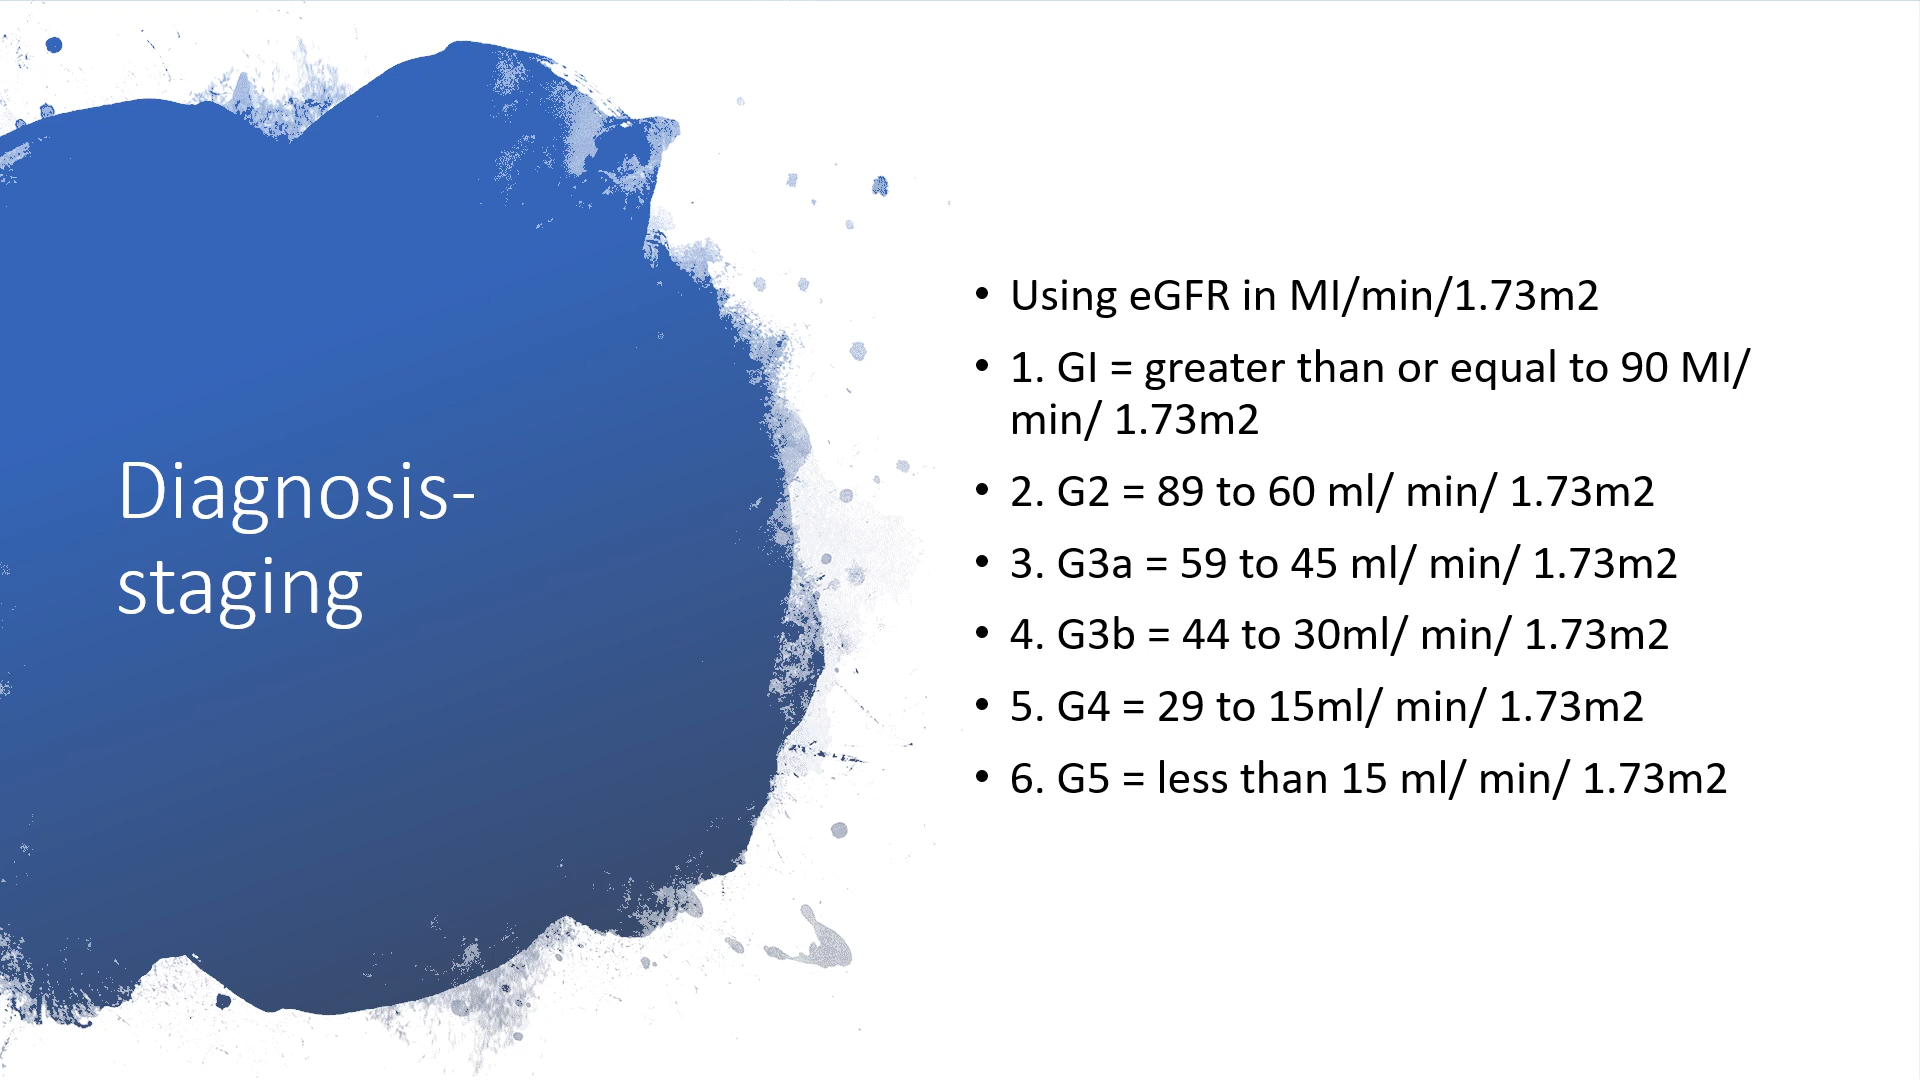 Diagnosis-
staging
• Using eGFR in MI/min/1.73m2
• 1. GI = greater than or equal to 90 MI/
min/ 1.73m2
• 2. G2 = 89 to 60 ml/ min/ 1.73m2
• 3. G3a = 59 to 45 ml/ min/ 1.73m2
• 4. G3b = 44 to 30ml/ min/ 1.73m2
• 5. G4 = 29 to 15ml/ min/ 1.73m2
• 6. G5 = less than 15 ml/ min/ 1.73m2